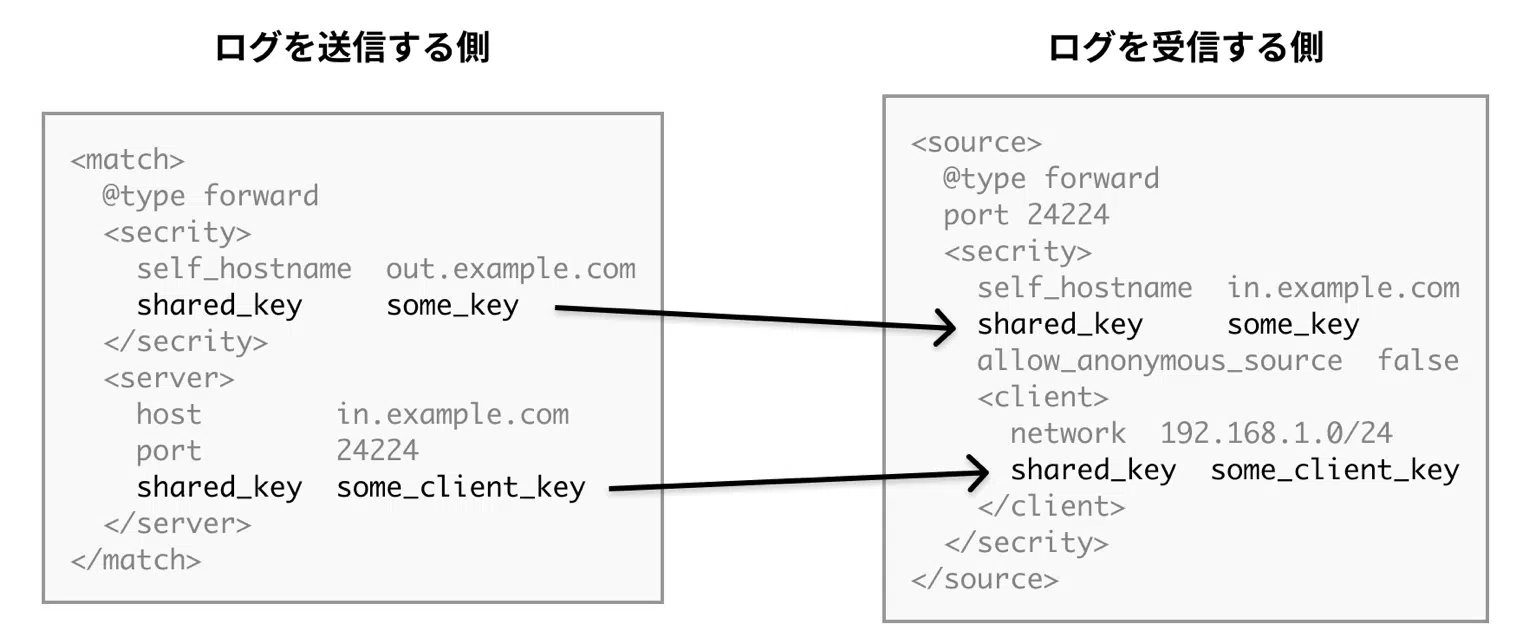 ログを送信する側
<match>
  @type forward
  <secrity>
    self_hostname  out.example.com
    shared_key     some_key
  </secrity>
  <server>
    host        in.example.com
    port        24224
    shared_key  some_client_key
  </server>
</match>
ログを受信する側
<source>
  @type forward
  port 24224
  <secrity>
    self_hostname  in.example.com
    shared_key     some_key
    allow_anonymous_source  false
    <client>
      network  192.168.1.0/24
      shared_key  some_client_key
    </client>
  </secrity>
</source>